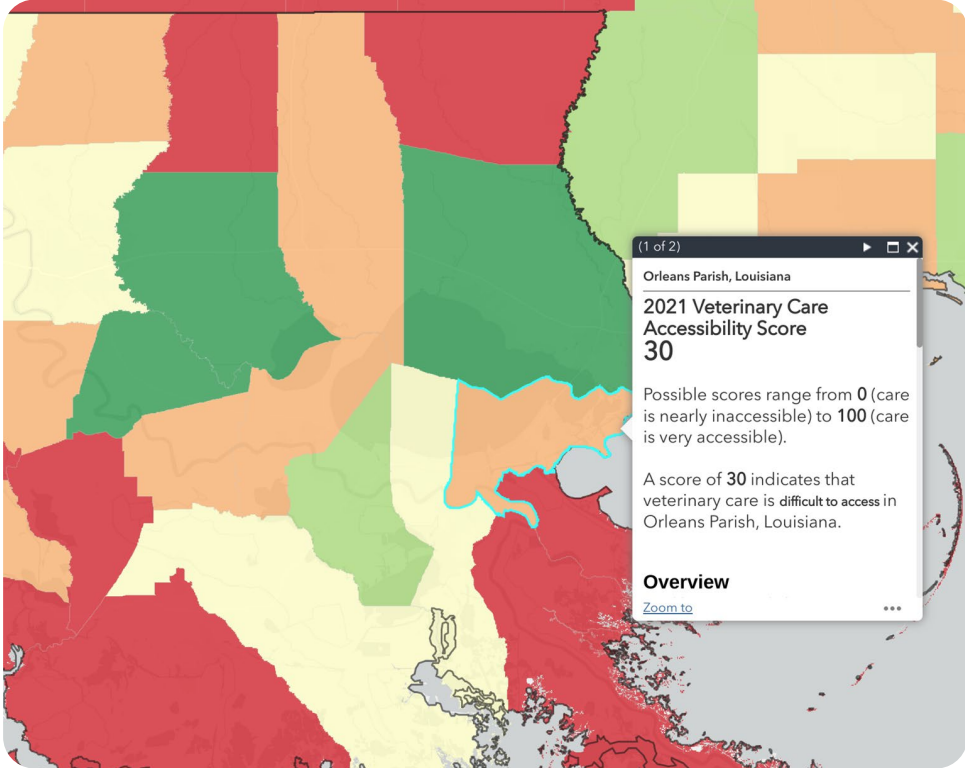 (1 of 2)
Orleans Parish, Louisiana
2021 Veterinary Care
Accessibility Score
30
Possible scores range from 0 (care
is nearly inaccessible) to 100 (care
is very accessible).
A score of 30 indicates that
veterinary care is difficult to access in
Orleans Parish, Louisiana.
Overview
Zoom to